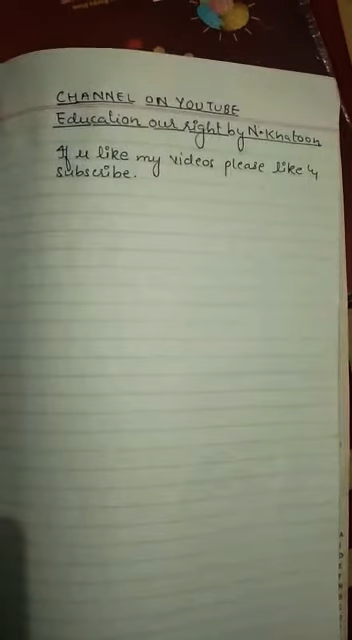 CHANNEL ON YOUTUBE
Education our right by N.Khatoon
If u like my videos please like &
subscribe.